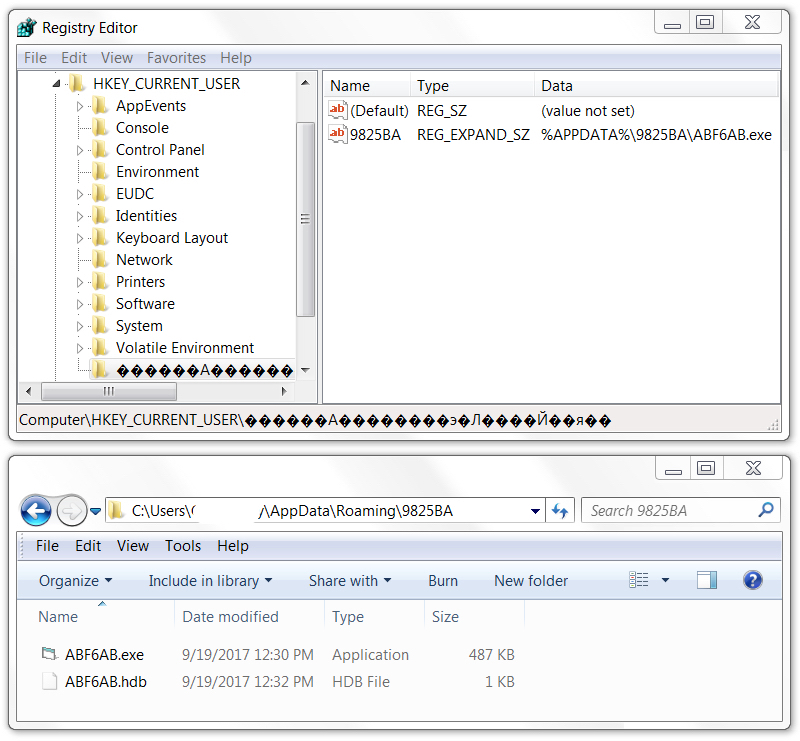 Registry Editor
File Edit View Favorites Help
HKEY_CURRENT_USER
AppEvents
Console
Control Panel
Environment
EUDC
Identities
Keyboard Layout
Network
Printers
Software
System
Volatile Environment
������А������
Name Type Data
(Default) REG_SZ (value not set)
9825BA REG_EXPAND_SZ %APPDATA%\9825BA\ABF6AB.exe
Computer\HKEY_CURRENT_USER\������А��������э�Л����Й��я��
C:\Users\ y/AppData\Roaming\9825BA
Search 9825BA
File Edit View Tools Help
Organize Include in library Share with Burn New folder
Name Date modified Type Size
ABF6AB.exe 9/19/2017 12:30 PM Application 487 KB
ABF6AB.hdb 9/19/2017 12:32 PM HDB File 1 KB